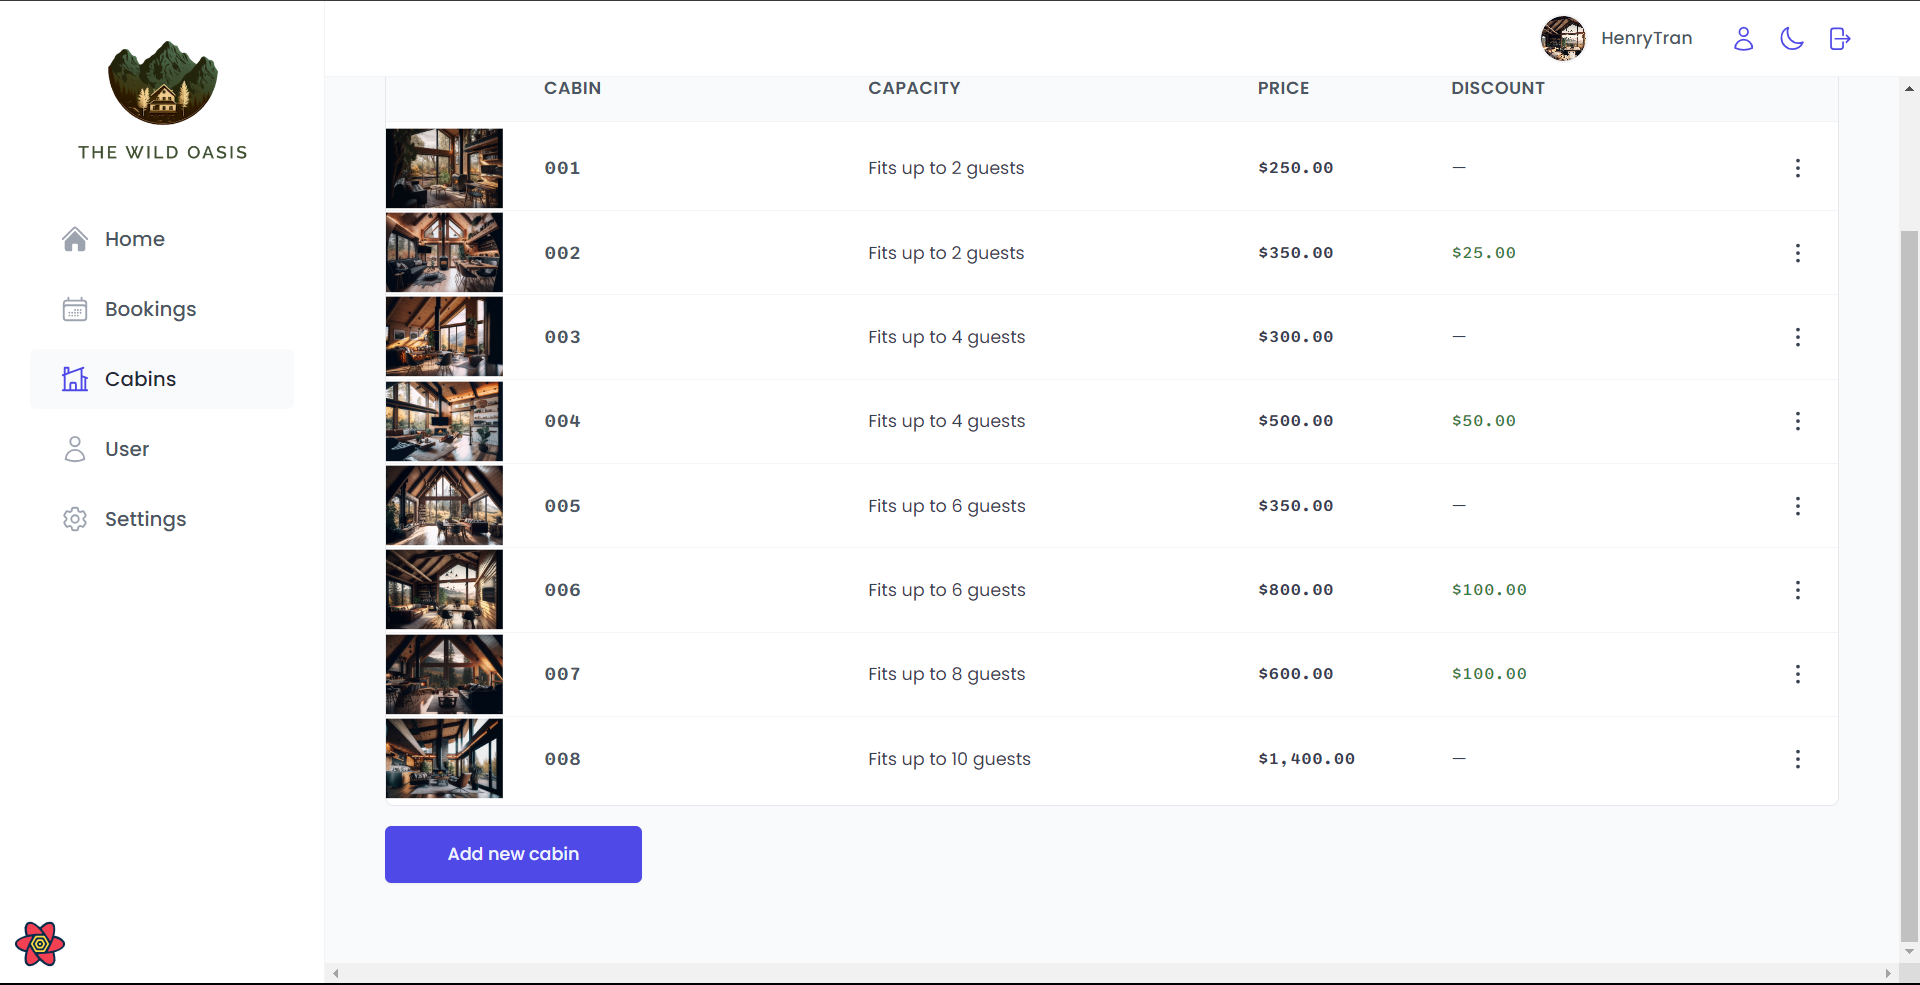 THE WILD OASIS
Home
Bookings
Cabins
User
Settings
HenryTran
CABIN CAPACITY PRICE DISCOUNT
001 Fits up to 2 guests $250.00 —
002 Fits up to 2 guests $350.00 $25.00
003 Fits up to 4 guests $300.00 —
004 Fits up to 4 guests $500.00 $50.00
005 Fits up to 6 guests $350.00 —
006 Fits up to 6 guests $800.00 $100.00
007 Fits up to 8 guests $600.00 $100.00
008 Fits up to 10 guests $1,400.00 —
Add new cabin